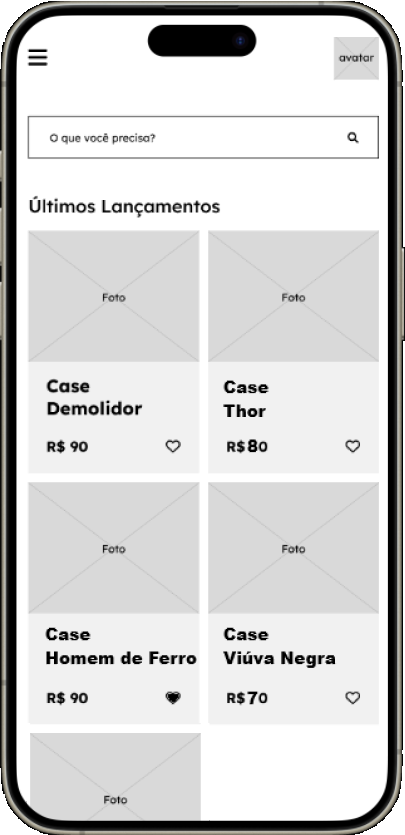 avatar
O que você precisa?
Últimos Lançamentos
Foto
Foto
Case
Demolidor
R$ 90
Case
Thor
R$80
Foto
Foto
Case
Homem de Ferro
R$ 90
Case
Viúva Negra
R$70
Foto